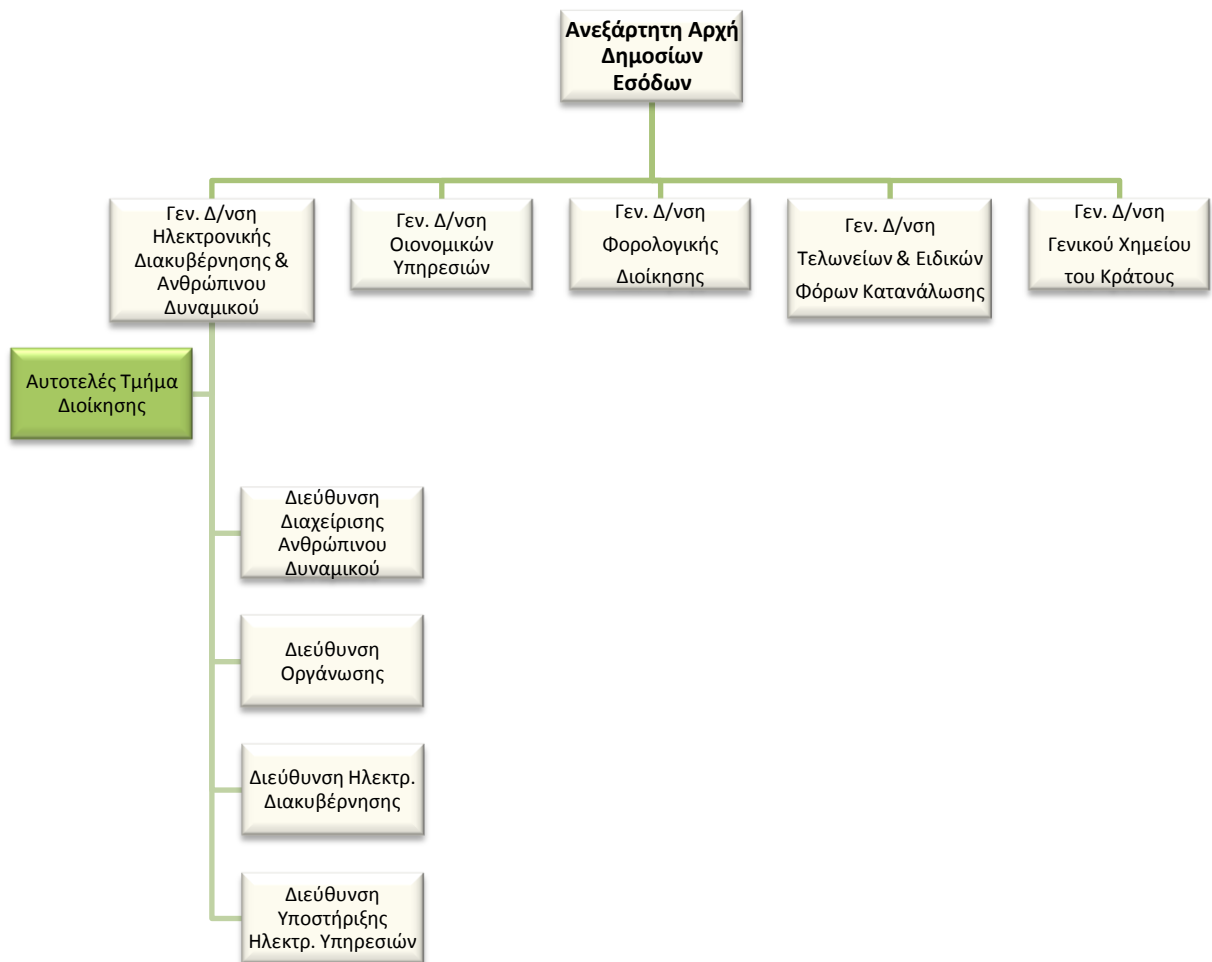 Ανεξάρτητη Αρχή
Δημοσίων
Εσόδων
Γεν. Δ/νση
Ηλεκτρονικής
Διακυβέρνησης &
Ανθρώπινου
Δυναμικού
Γεν. Δ/νση
Οιονομικών
Υπηρεσιών
Γεν. Δ/νση
Φορολογικής
Διοίκησης
Γεν. Δ/νση
Τελωνείων & Ειδικών
Φόρων Κατανάλωσης
Γεν. Δ/νση
Γενικού Χημείου
του Κράτους
Αυτοτελές Τμήμα
Διοίκησης
Διεύθυνση
Διαχείρισης
Ανθρώπινου
Δυναμικού
Διεύθυνση
Οργάνωσης
Διεύθυνση Ηλεκτρ.
Διακυβέρνησης
Διεύθυνση
Υποστήριξης
Ηλεκτρ. Υπηρεσιών